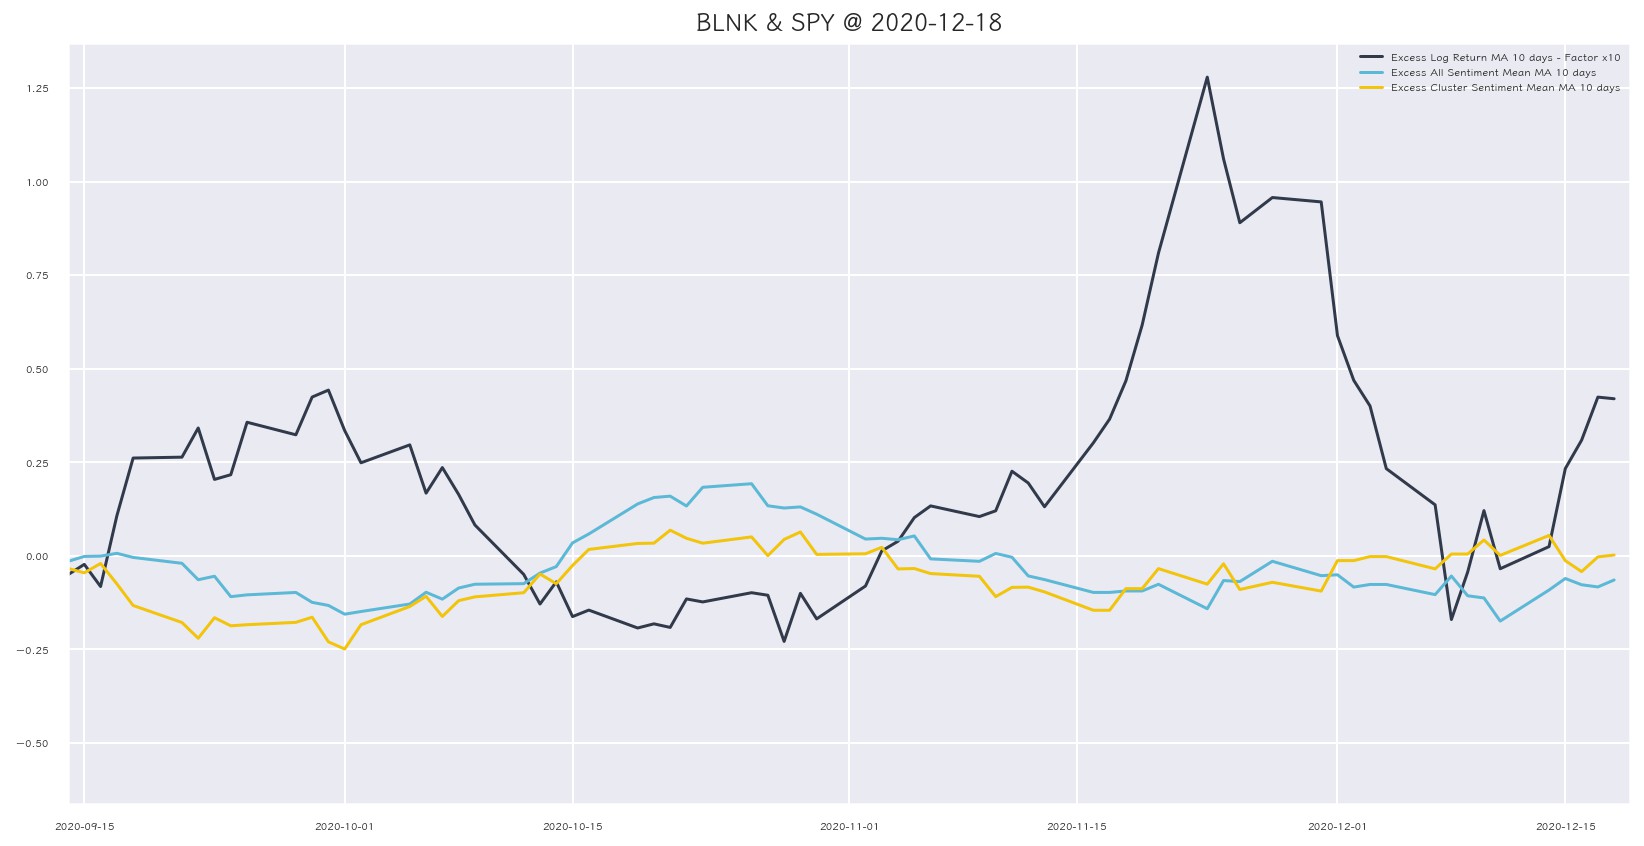 BLNK & SPY @ 2020-12-18
Excess Log Return MA 10 days - Factor x10
Excess All Sentiment Mean MA 10 days
Excess Cluster Sentiment Mean MA 10 days
1.25
1.00
0.75
0.50
0.25
0.00
−0.25
−0.50
2020-09-15 2020-10-01 2020-10-15 2020-11-01 2020-11-15 2020-12-01 2020-12-15